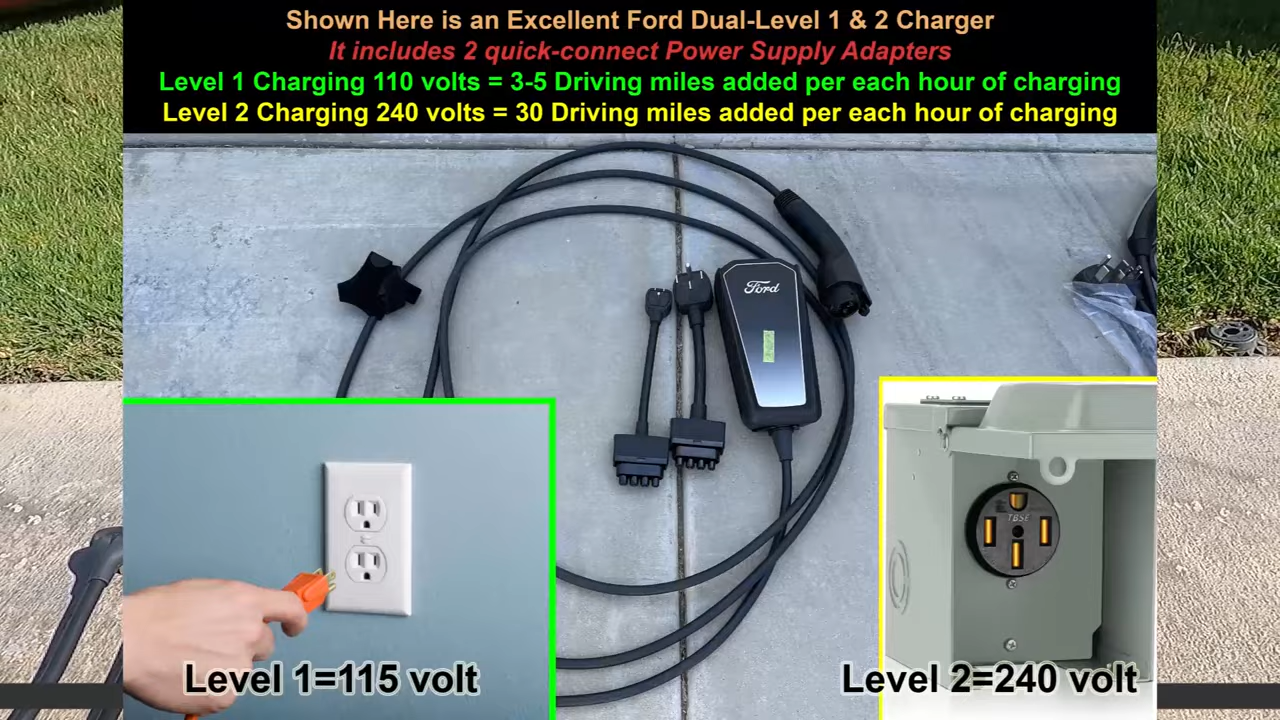 Shown Here is an Excellent Ford Dual-Level 1 & 2 Charger
It includes 2 quick-connect Power Supply Adapters
Level 1 Charging 110 volts = 3-5 Driving miles added per each hour of charging
Level 2 Charging 240 volts = 30 Driving miles added per each hour of charging
Ford
TBSE
Level 1=115 volt
Level 2=240 volt